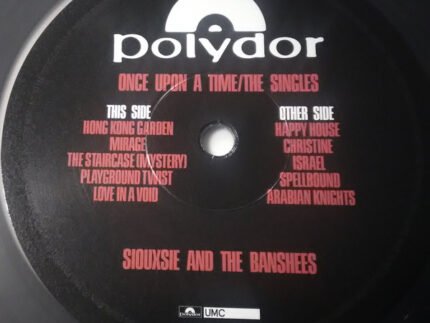 polydor
ONCE UPON A TIME/THE SINGLES
THIS SIDE
HONG KONG GARDEN
MIRAGE
THE STAIRCASE (MYSTERY)
PLAYGROUND TWIST
LOVE IN A VOID
OTHER SIDE
HAPPY HOUSE
CHRISTINE
ISRAEL
SPELLBOUND
ARABIAN KNIGHTS
SIOUXSIE AND THE BANSHEES
UMC